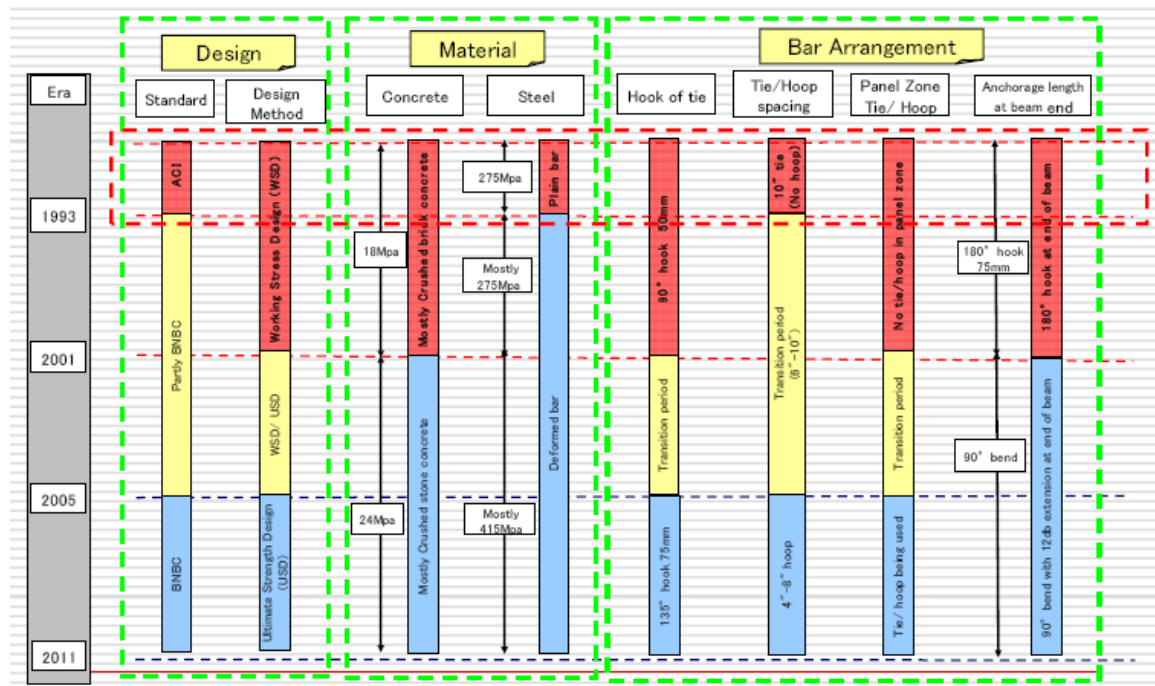 Design
Material
Bar Arrangement
Era
Standard
Design
Method
Concrete
Steel
Hook of tie
Tie/Hoop
spacing
Panel Zone
Tie/ Hoop
Anchorage length
at beam end
1993
2001
2005
2011
ACI
Partly BNBC
BNBC
Working Stress Design (WSD)
WSD/ USD
Ultimate Strength Design
(USD)
18Mpa
24Mpa
Mostly Crushed brick concrete
Mostly Crushed stone concrete
275Mpa
Mostly
275Mpa
Mostly
415Mpa
Plain bar
Deformed bar
90° hook 50mm
Transition period
135° hook 75mm
10" tie
(No hoop)
Transition period
(6"-10")
4"-8" hoop
No tie/hoop in panel zone
Transition period
Tie/ hoop being used
180° hook
75mm
90° bend
180° hook at end of beam
90° bend with 12db extension at end of beam